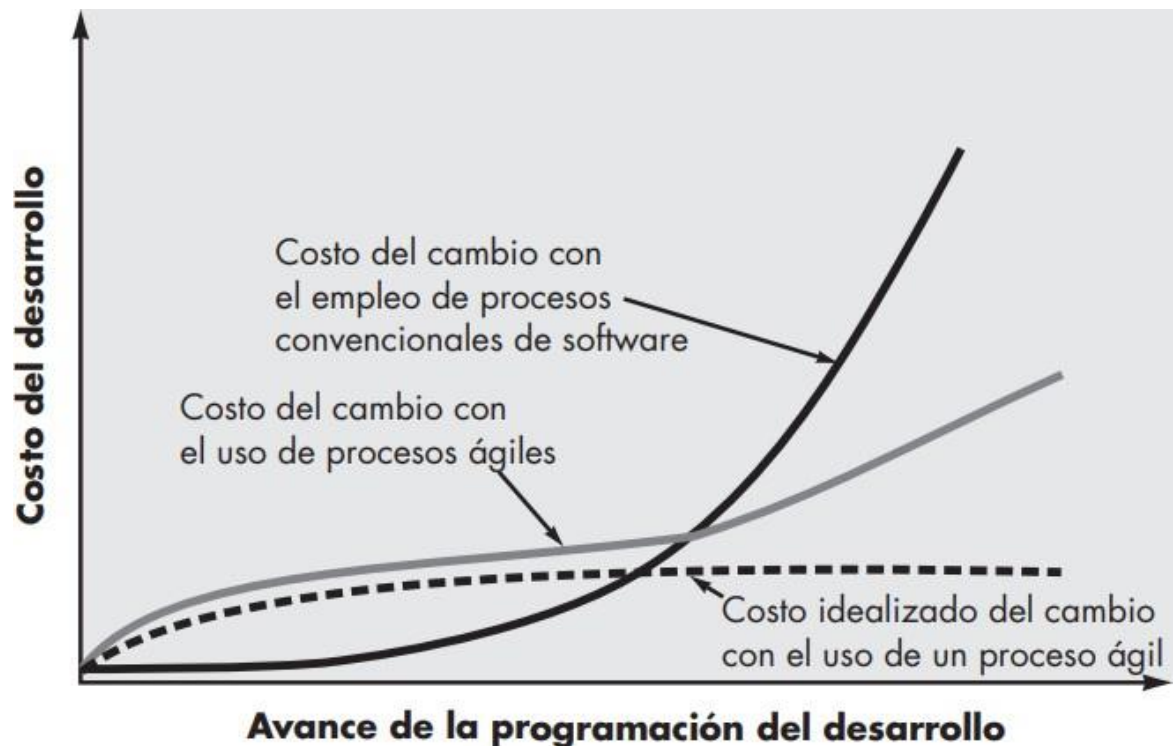 Costo del desarrollo
Costo del cambio con
el empleo de procesos
convencionales de software
Costo del cambio con
el uso de procesos ágiles
Costo idealizado del cambio
con el uso de un proceso ágil
Avance de la programación del desarrollo